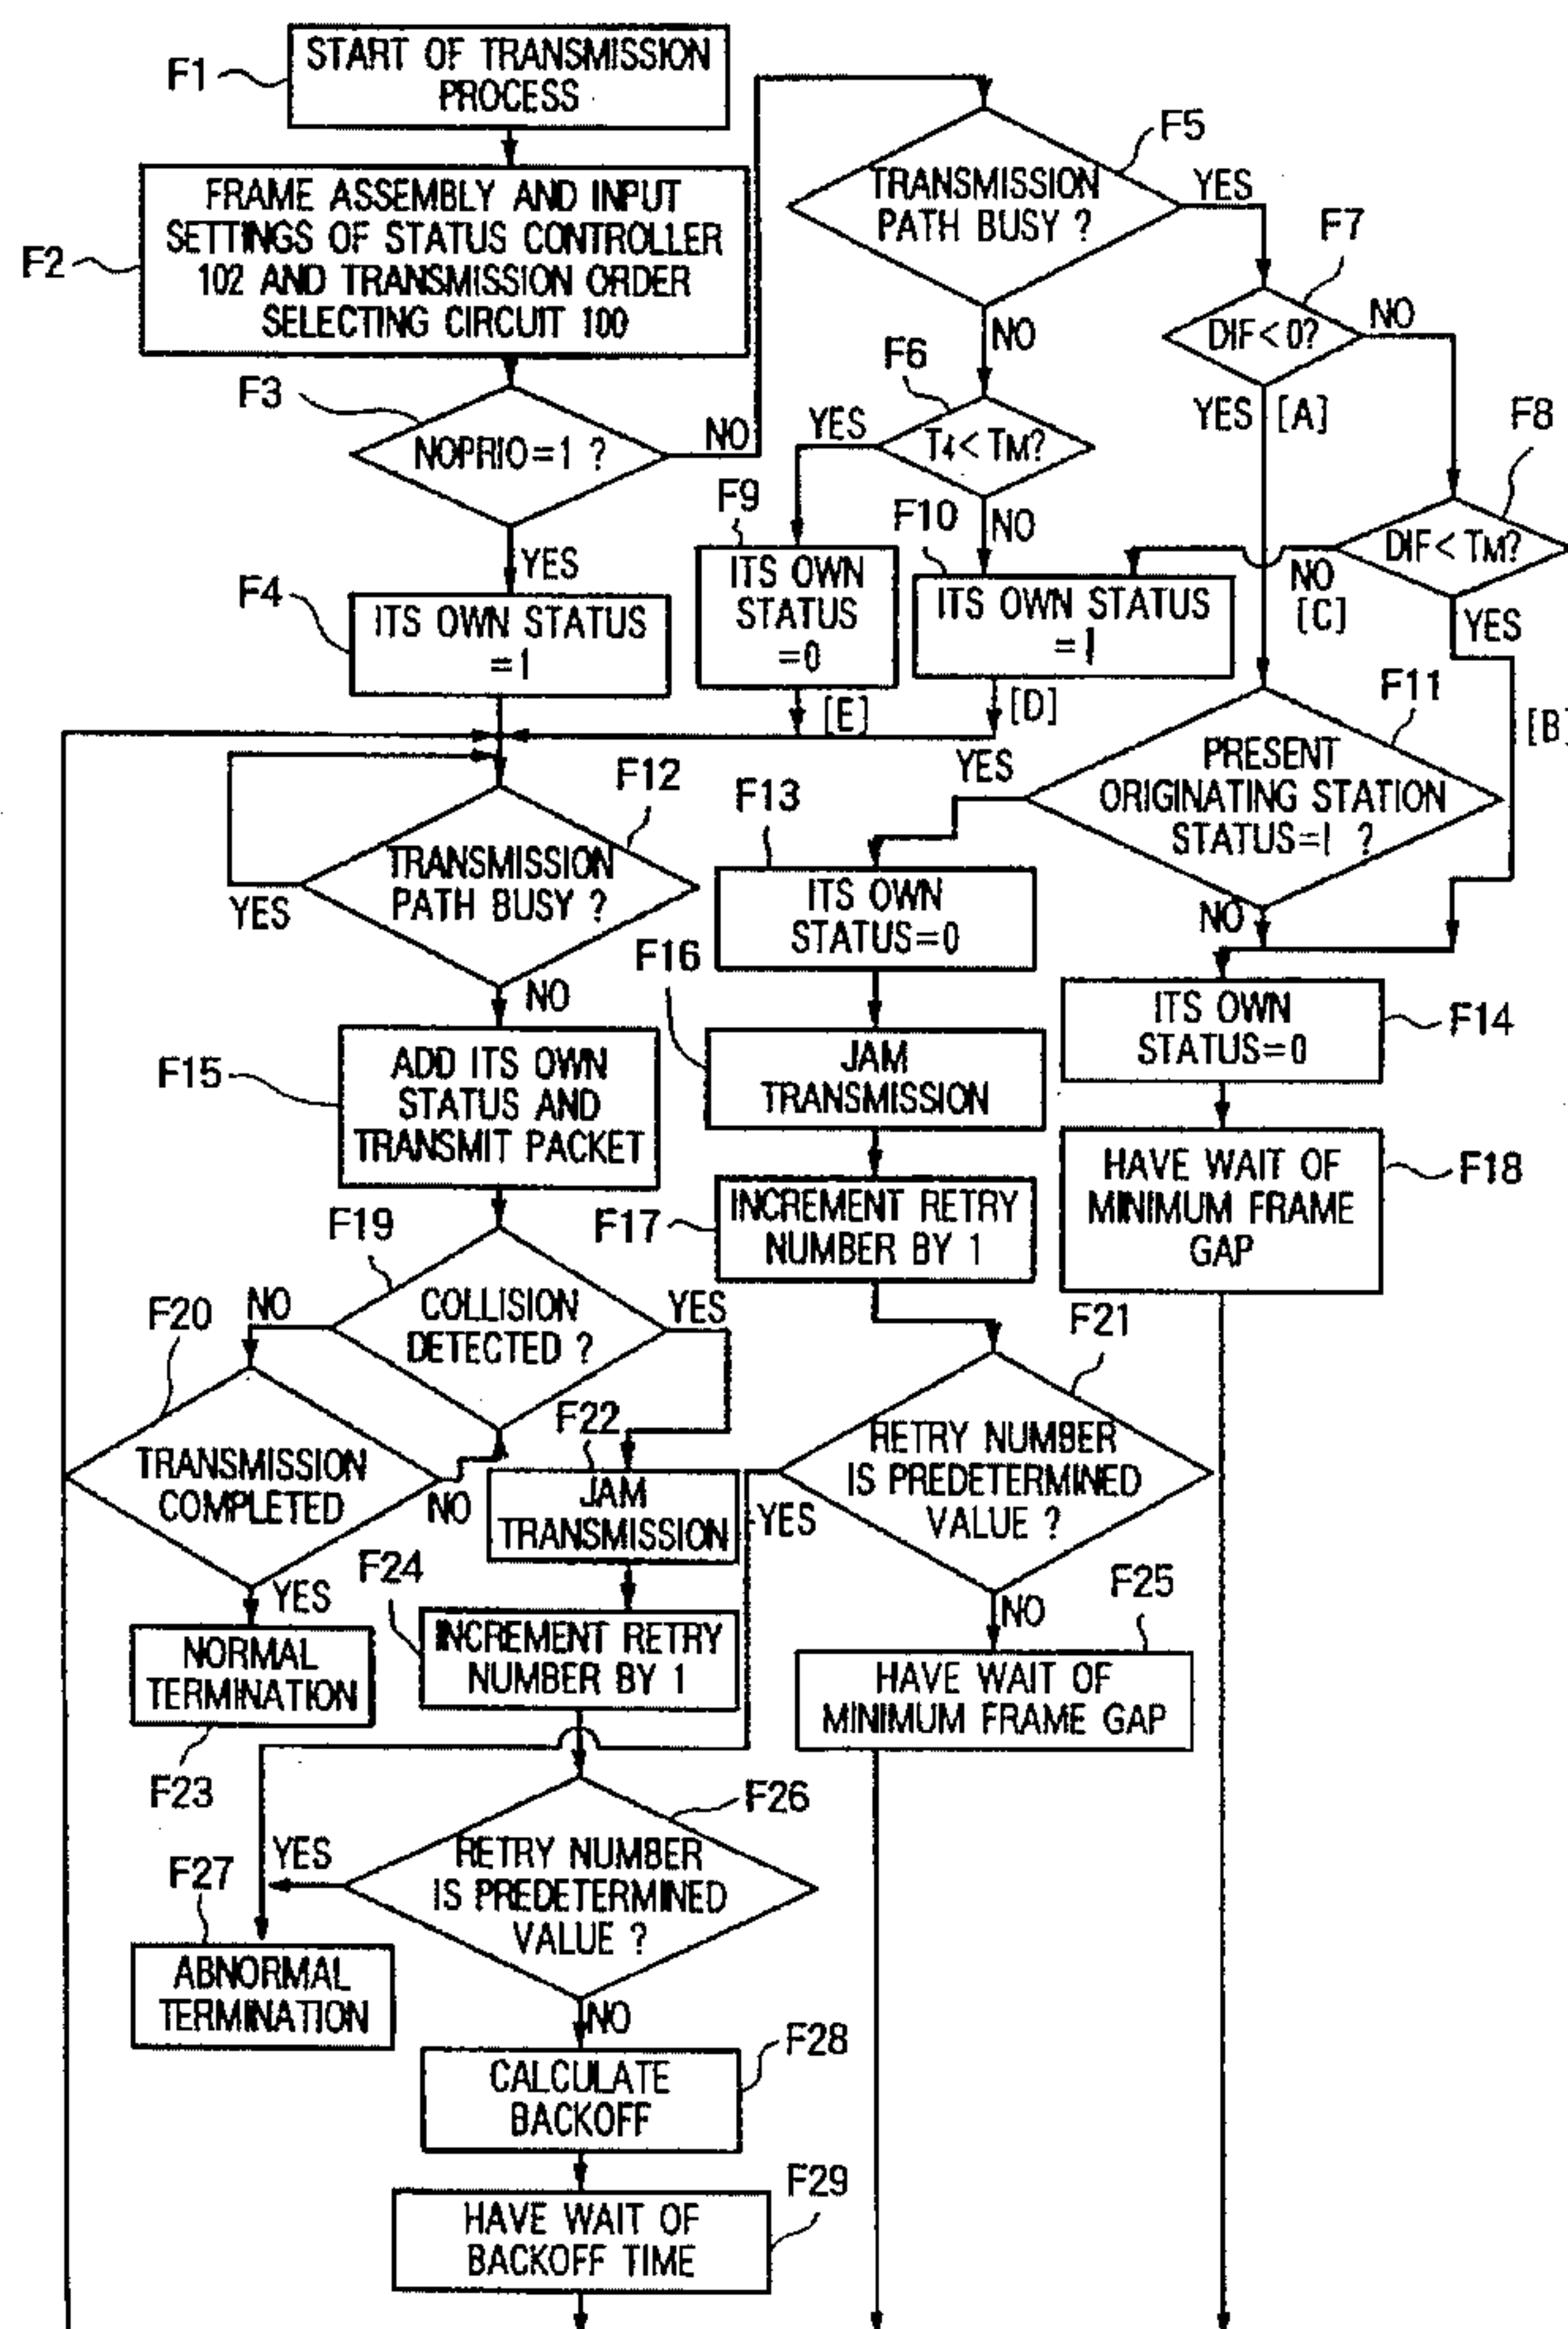 F1
START OF TRANSMISSION
PROCESS
F2
FRAME ASSEMBLY AND INPUT
SETTINGS OF STATUS CONTROLLER
102 AND TRANSMISSION ORDER
SELECTING CIRCUIT 100
F3
NOPRIO=1 ?
NO
YES
F4
ITS OWN STATUS
=1
F5
TRANSMISSION
PATH BUSY ?
YES
NO
F6
T4<TM?
YES
NO
F7
DIF<0?
NO
YES [A]
F8
DIF<TM?
NO
[C]
YES
[B]
F9
ITS OWN
STATUS
=0
[E]
F10
ITS OWN STATUS
=1
[D]
F11
PRESENT
ORIGINATING STATION
STATUS=1 ?
YES
NO
F12
TRANSMISSION
PATH BUSY ?
YES
NO
F13
ITS OWN
STATUS=0
F14
ITS OWN
STATUS=0
F15
ADD ITS OWN
STATUS AND
TRANSMIT PACKET
F16
JAM
TRANSMISSION
F17
INCREMENT RETRY
NUMBER BY 1
F18
HAVE WAIT OF
MINIMUM FRAME
GAP
F19
COLLISION
DETECTED ?
NO
YES
F20
TRANSMISSION
COMPLETED
NO
YES
F21
RETRY NUMBER
IS PREDETERMINED
VALUE ?
YES
NO
F22
JAM
TRANSMISSION
NORMAL
TERMINATION
F23
F24
INCREMENT RETRY
NUMBER BY 1
F25
HAVE WAIT OF
MINIMUM FRAME GAP
F26
RETRY NUMBER
IS PREDETERMINED
VALUE ?
YES
NO
F27
ABNORMAL
TERMINATION
F28
CALCULATE
BACKOFF
F29
HAVE WAIT OF
BACKOFF TIME